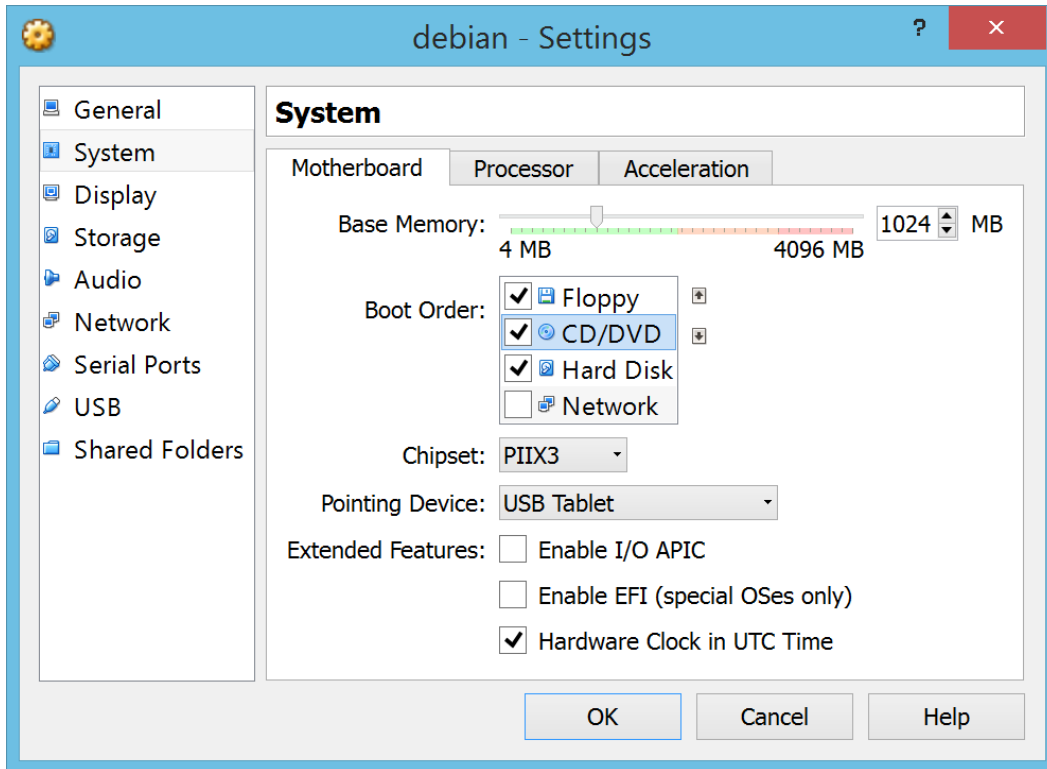 debian - Settings
?
General
System
Display
Storage
Audio
Network
Serial Ports
USB
Shared Folders
System
Motherboard Processor Acceleration
Base Memory: 1024 MB
4 MB 4096 MB
Boot Order:
Floppy
CD/DVD
Hard Disk
Network
Chipset: PIIX3
Pointing Device: USB Tablet
Extended Features: Enable I/O APIC
Enable EFI (special OSes only)
Hardware Clock in UTC Time
OK Cancel Help